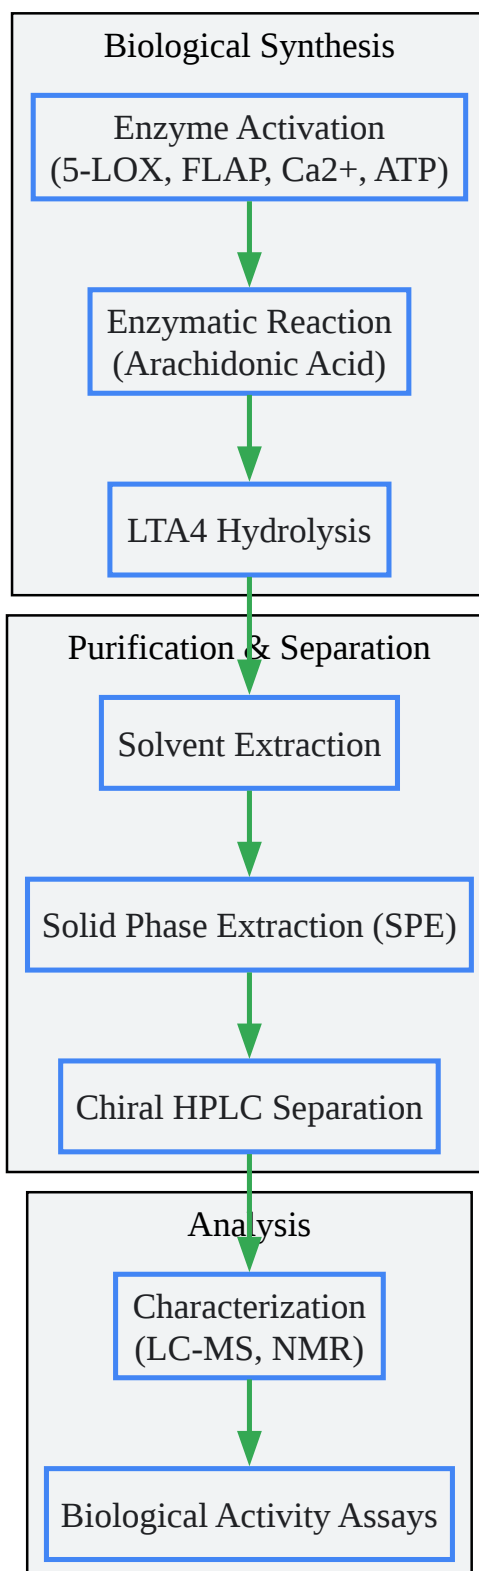 Biological Synthesis
Enzyme Activation
(5-LOX, FLAP, Ca2+, ATP)
Enzymatic Reaction
(Arachidonic Acid)
LTA4 Hydrolysis
Purification & Separation
Solvent Extraction
Solid Phase Extraction (SPE)
Chiral HPLC Separation
Analysis
Characterization
(LC-MS, NMR)
Biological Activity Assays